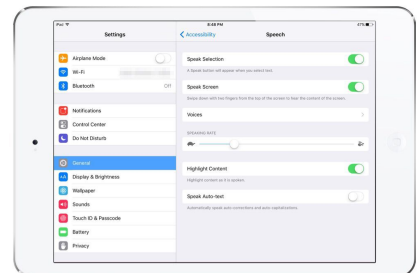 iPad
8:48 PM
47%
Settings
Accessibility
Speech
Airplane Mode
Wi-Fi
Bluetooth
Off
Notifications
Control Center
Do Not Disturb
General
Display & Brightness
Wallpaper
Sounds
Touch ID & Passcode
Battery
Privacy
Speak Selection
A Speak button will appear when you select text.
Speak Screen
Swipe down with two fingers from the top of the screen to hear the content of the screen.
Voices
SPEAKING RATE
Highlight Content
Highlight content as it is spoken.
Speak Auto-text
Automatically speak auto-corrections and auto-capitalizations.